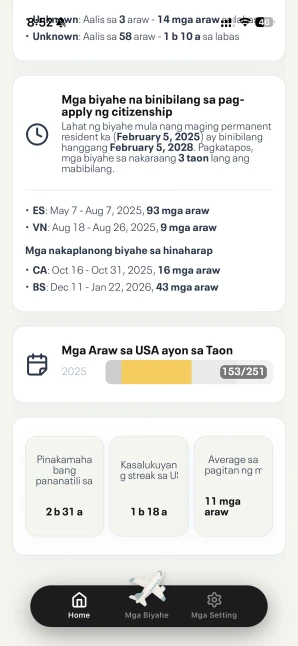 Unknown: Aalis sa 3 araw - 14 mga araw
8:52
46
• Unknown: Aalis sa 58 araw - 1 b 10 a sa labas
Mga biyahe na binibilang sa pag-
apply ng citizenship
Lahat ng biyahe mula nang maging permanent
resident ka (February 5, 2025) ay binibilang
hanggang February 5, 2028. Pagkatapos,
mga biyahe sa nakaraang 3 taon lang ang
mabibilang.
• ES: May 7 - Aug 7, 2025, 93 mga araw
• VN: Aug 18 - Aug 26, 2025, 9 mga araw
Mga nakaplanong biyahe sa hinaharap
• CA: Oct 16 - Oct 31, 2025, 16 mga araw
• BS: Dec 11 - Jan 22, 2026, 43 mga araw
Mga Araw sa USA ayon sa Taon
2025
153/251
Pinakamaha
bang
pananatili sa
2 b 31 a
Kasalukuyan
g streak sa US
1 b 18 a
Average sa
pagitan ng m
11 mga
araw
Home
Mga Biyahe
Mga Setting